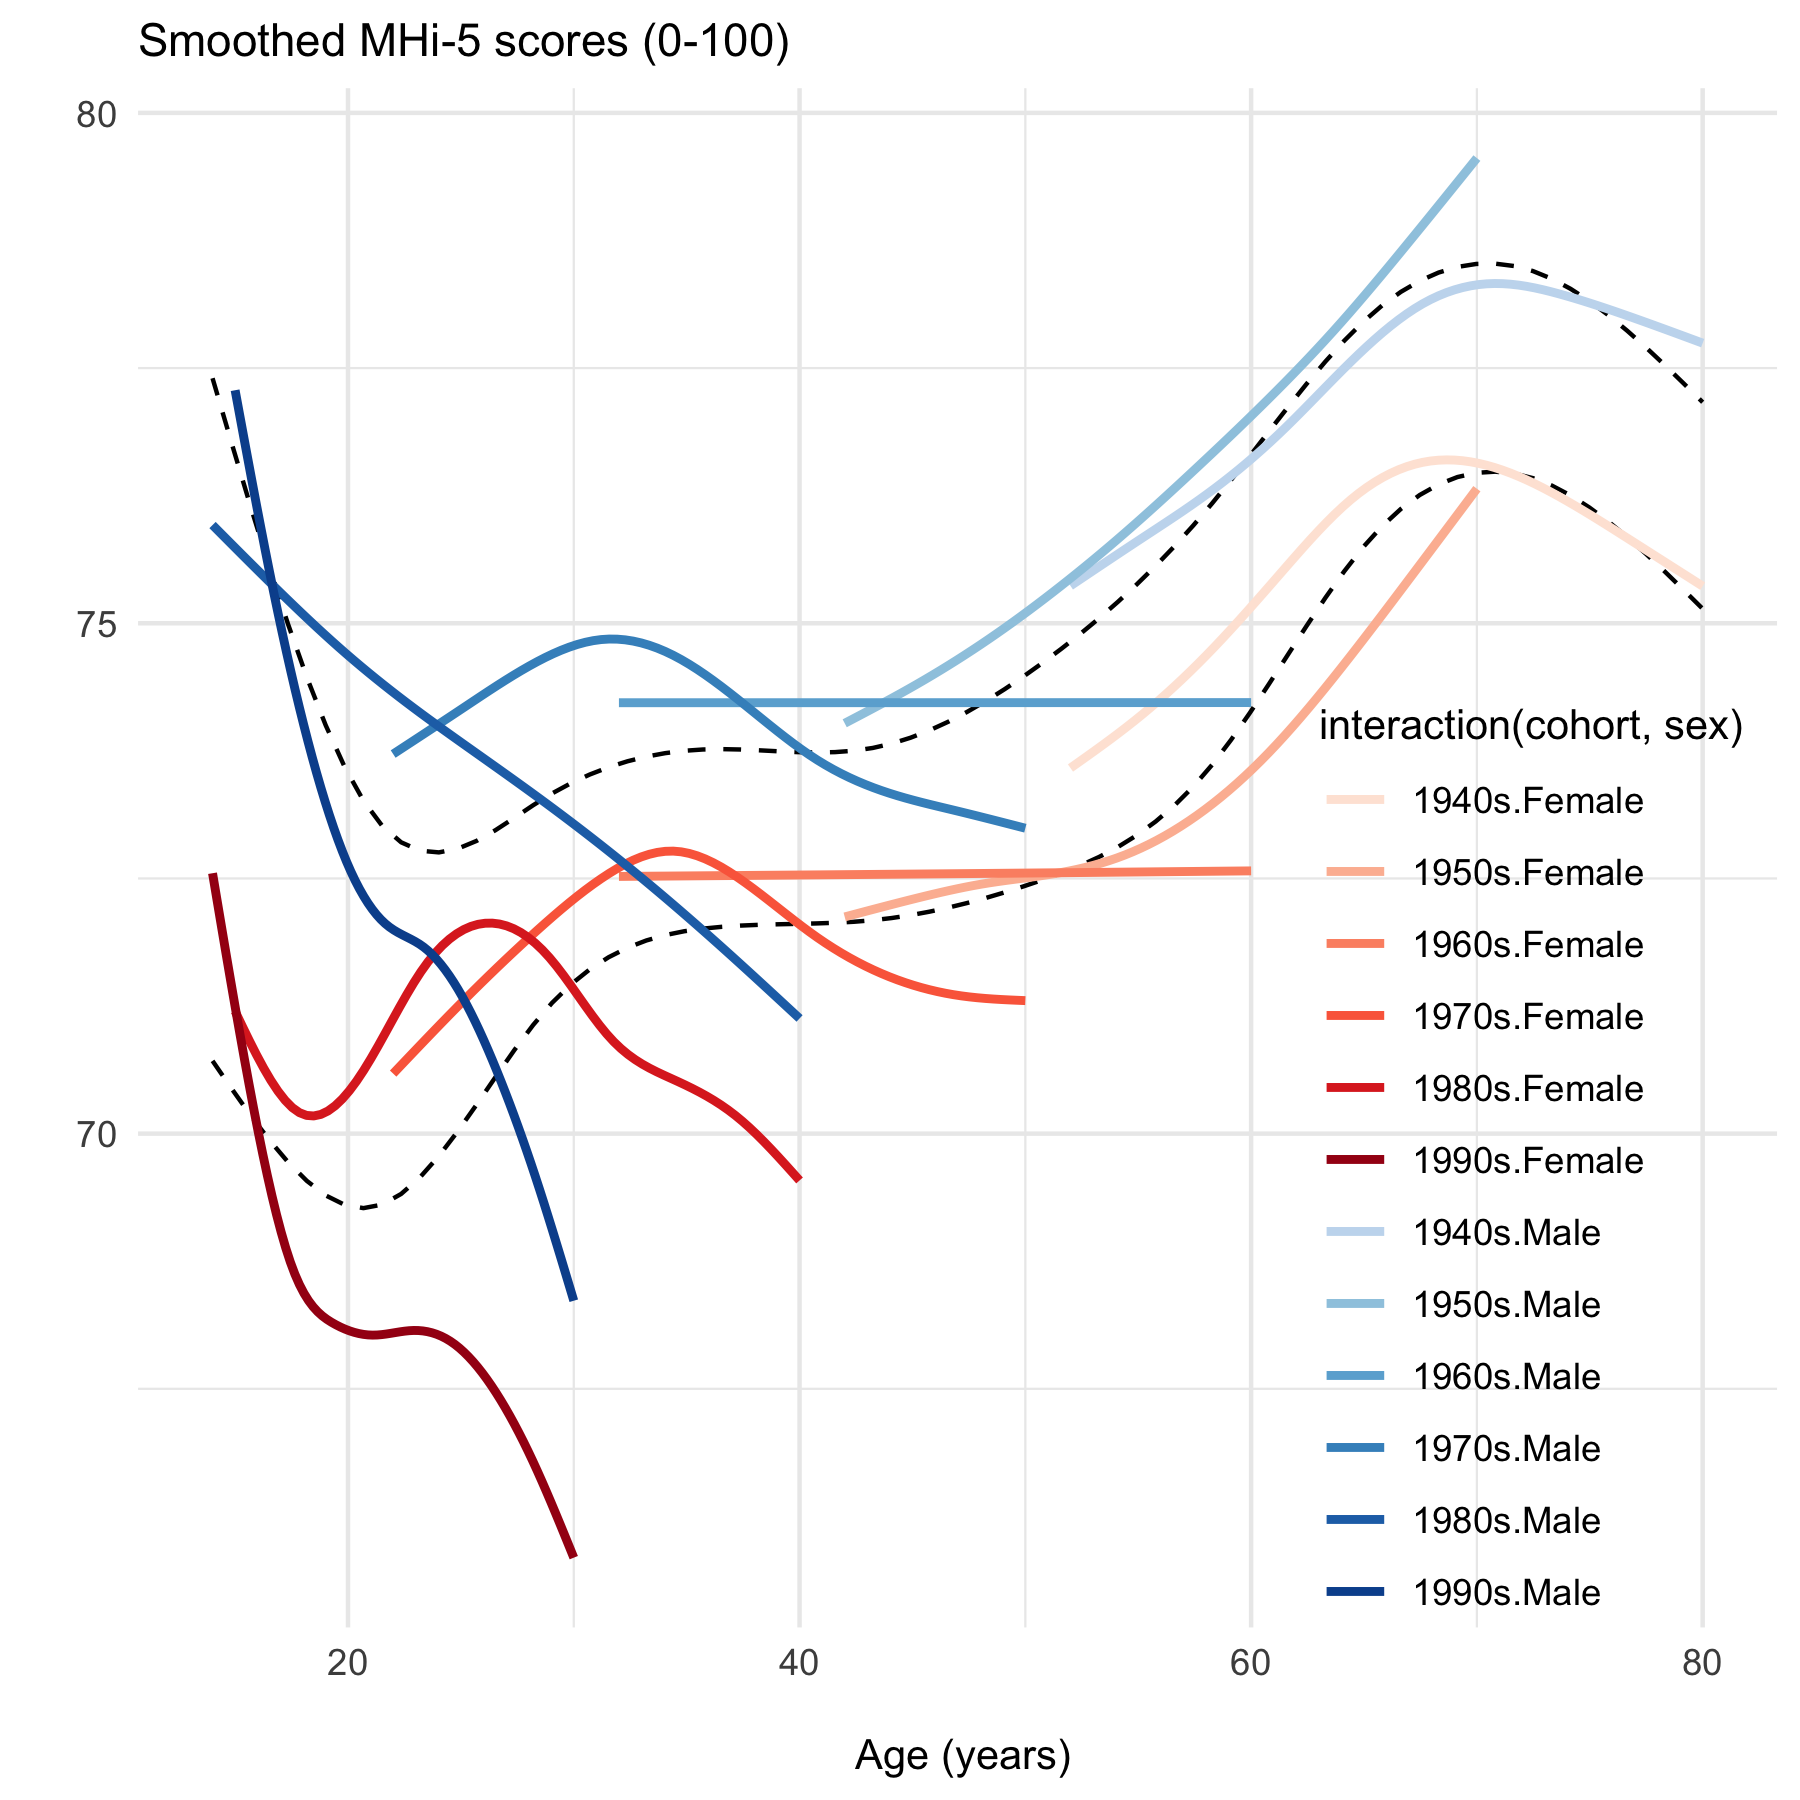 Smoothed MHi-5 scores (0-100)
80
75
70
interaction(cohort, sex)
1940s.Female
1950s.Female
1960s.Female
1970s.Female
1980s.Female
1990s.Female
1940s.Male
1950s.Male
1960s.Male
1970s.Male
1980s.Male
1990s.Male
20 40 60 80
Age (years)